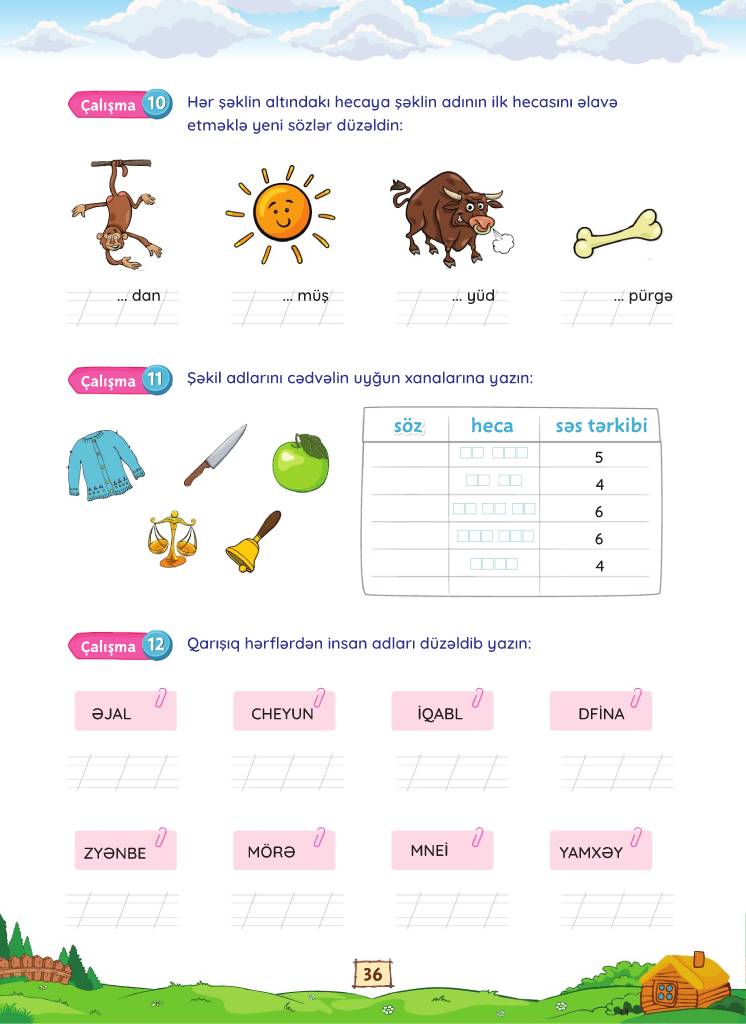 Çalışma 10
Hər şəklin altındakı hecaya şəklin adının ilk hecasını əlavə
etməklə yeni sözlər düzəldin:
... dan
... müş
... yüd
... pürgə
Çalışma 11
Şəkil adlarını cədvəlin uyğun xanalarına yazın:
söz heca səs tərkibi
5
4
6
6
4
Çalışma 12
Qarışıq hərflərdən insan adları düzəldib yazın:
ƏJAL
CHEYUN
İQABL
DFİNA
ZYƏNBE
MÖRƏ
MNEİ
YAMXƏY
36